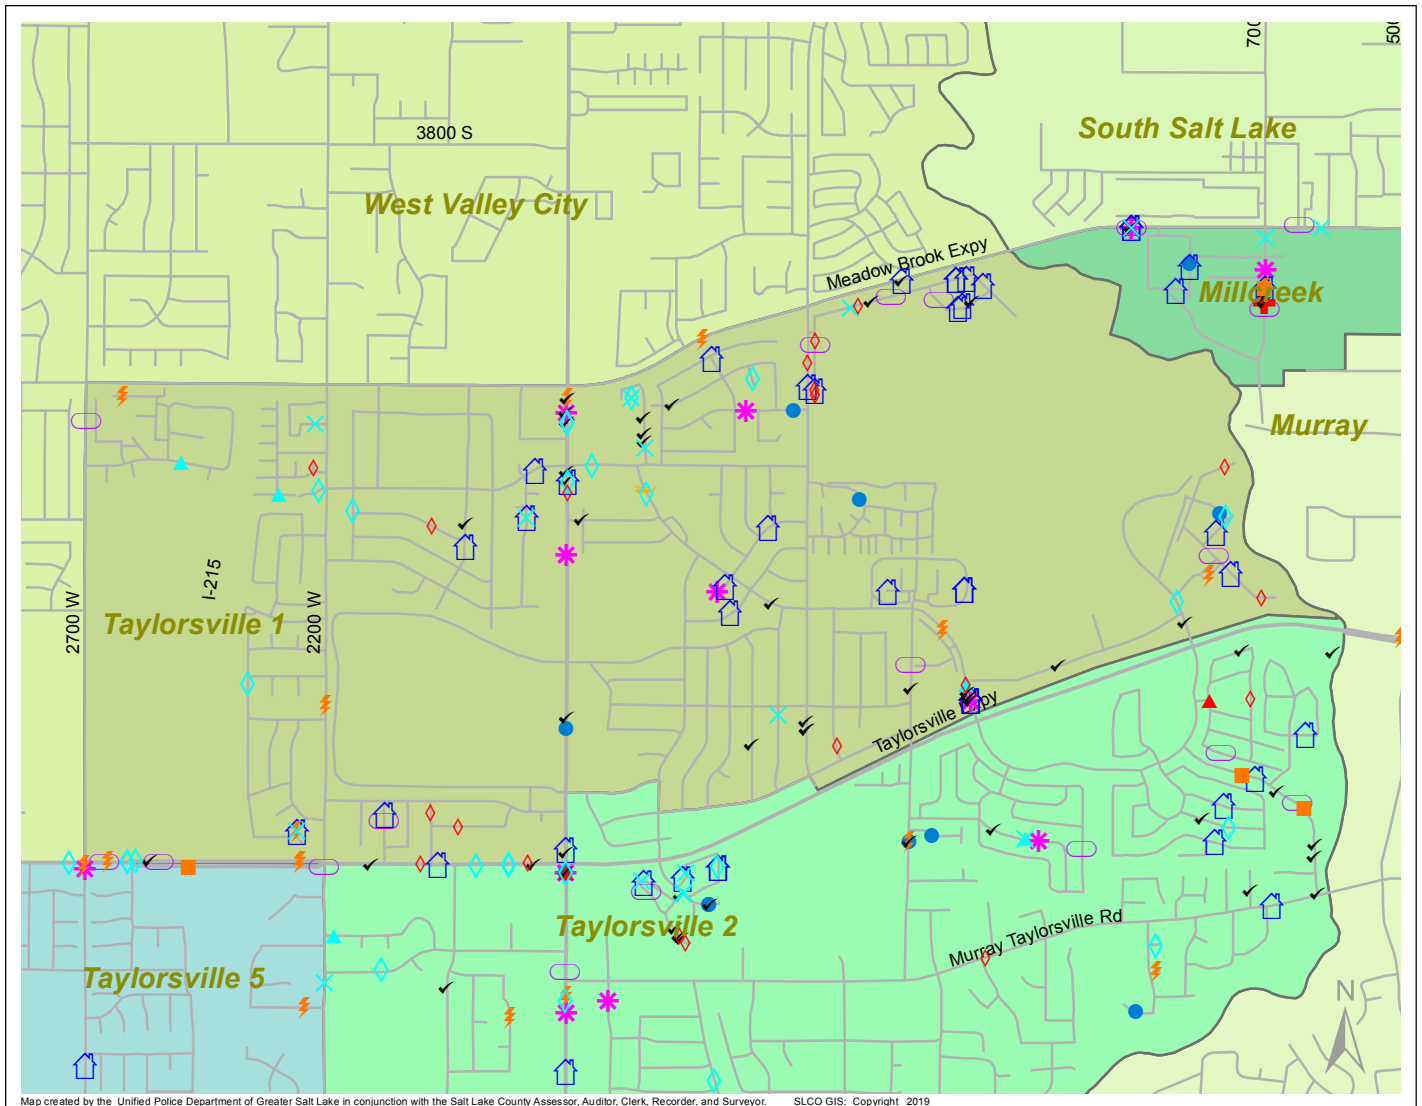 700
500
3800 S
South Salt Lake
West Valley City
Meadow Brook Expy
Millcreek
Murray
I-215
2700 W
2200 W
Taylorsville 1
Taylorsville Expy
Taylorsville 2
Murray Taylorsville Rd
Taylorsville 5
N
Map created by the Unified Police Department of Greater Salt Lake in conjunction with the Salt Lake County Assessor, Auditor, Clerk, Recorder, and Surveyor. SLCO GIS: Copyright 2019